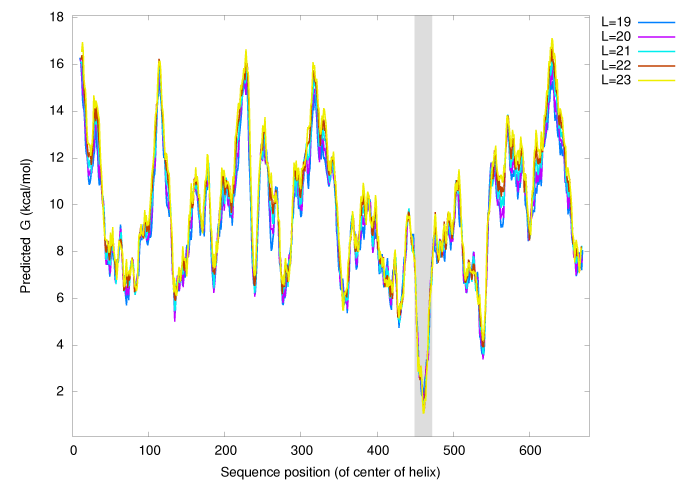 L=19
L=20
L=21
L=22
L=23
18
16
14
12
10
8
6
4
2
Predicted G (kcal/mol)
0 100 200 300 400 500 600
Sequence position (of center of helix)